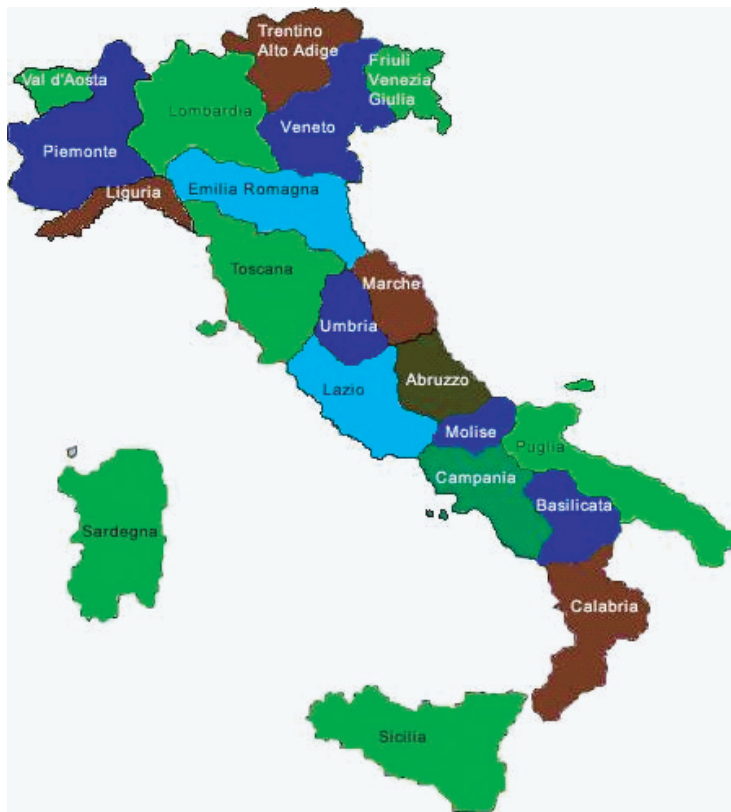 Trentino
Alto Adige
Friuli
Venezia
Giulia
Val d'Aosta
Lombardia
Veneto
Piemonte
Liguria
Emilia Romagna
Toscana
Marche
Umbria
Lazio
Abruzzo
Molise
Puglia
Campania
Basilicata
Sardegna
Calabria
Sicilia